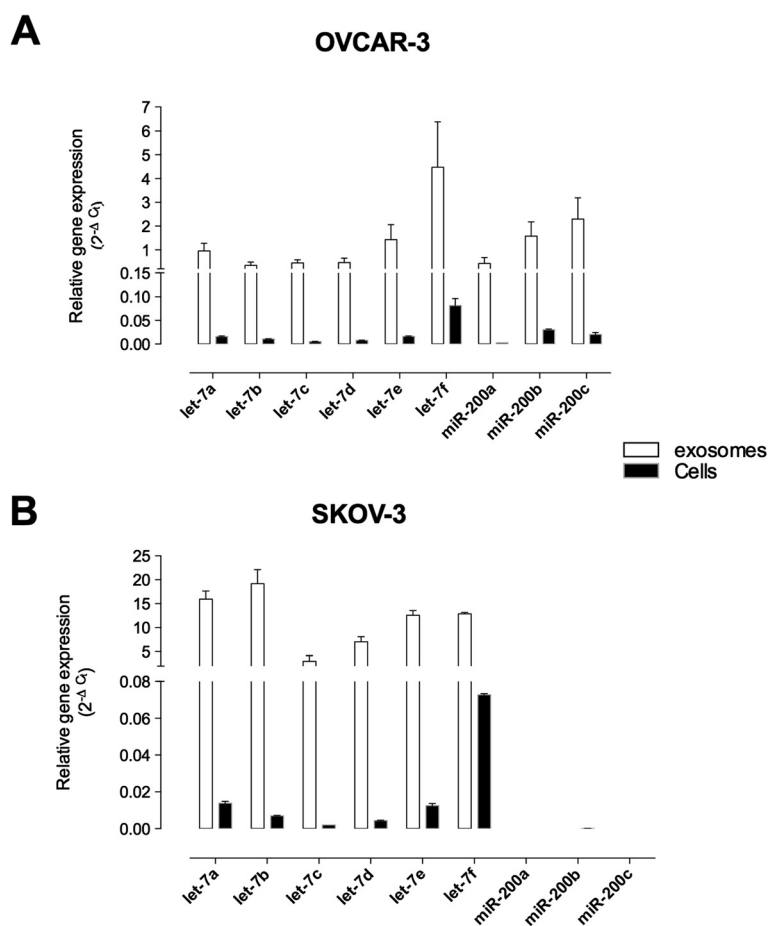 A
OVCAR-3
Relative gene expression
(2-Δ Ct)
7
6
5
4
3
2
1
0.15
0.10
0.05
0.00
let-7a
let-7b
let-7c
let-7d
let-7e
let-7f
miR-200a
miR-200b
miR-200c
exosomes
Cells
B
SKOV-3
Relative gene expression
(2-Δ Ct)
25
20
15
10
5
0.08
0.06
0.04
0.02
0.00
let-7a
let-7b
let-7c
let-7d
let-7e
let-7f
miR-200a
miR-200b
miR-200c